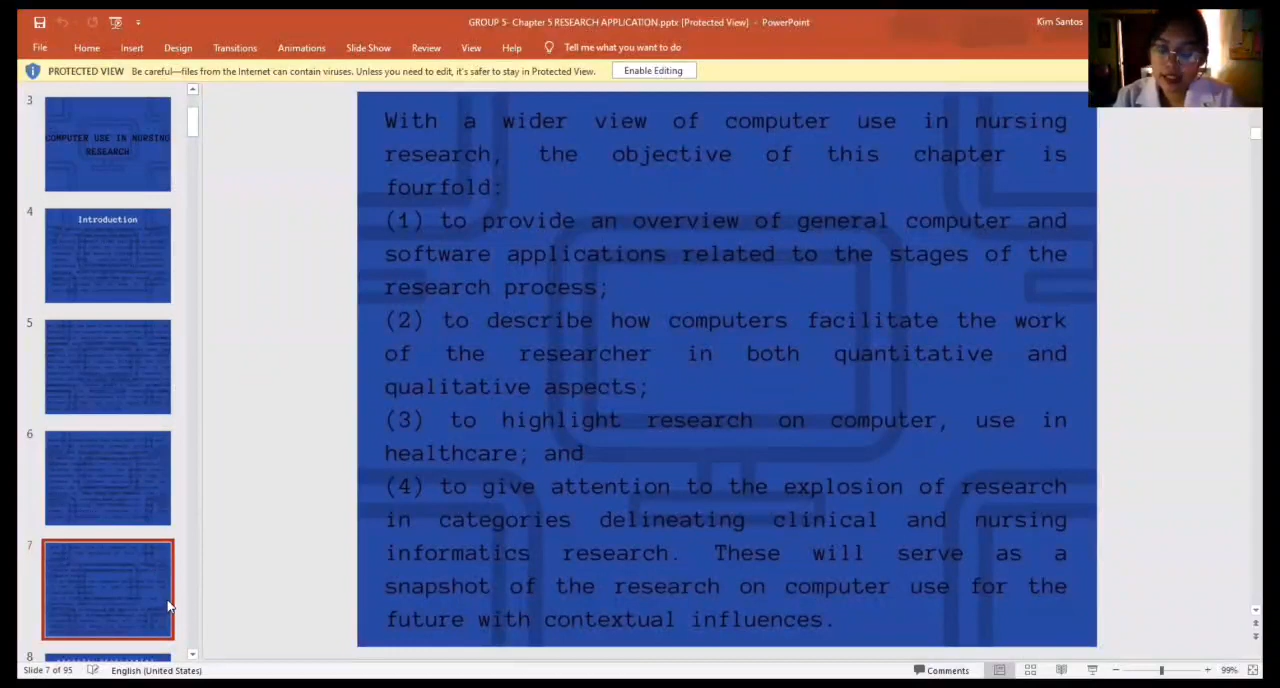 GROUP 5- Chapter 5 RESEARCH APPLICATION.pptx [Protected View] - PowerPoint
Kim Santos
File Home Insert Design Transitions Animations Slide Show Review View Help Tell me what you want to do
PROTECTED VIEW Be careful—files from the Internet can contain viruses. Unless you need to edit, it's safer to stay in Protected View. Enable Editing
3
COMPUTER USE IN NURSING
RESEARCH
4
Introduction
5
6
7
8
With a wider view of computer use in nursing
research, the objective of this chapter is
fourfold:
(1) to provide an overview of general computer and
software applications related to the stages of the
research process;
(2) to describe how computers facilitate the work
of the researcher in both quantitative and
qualitative aspects;
(3) to highlight research on computer, use in
healthcare; and
(4) to give attention to the explosion of research
in categories delineating clinical and nursing
informatics research. These will serve as a
snapshot of the research on computer use for the
future with contextual influences.
Slide 7 of 95 English (United States) Comments 99%